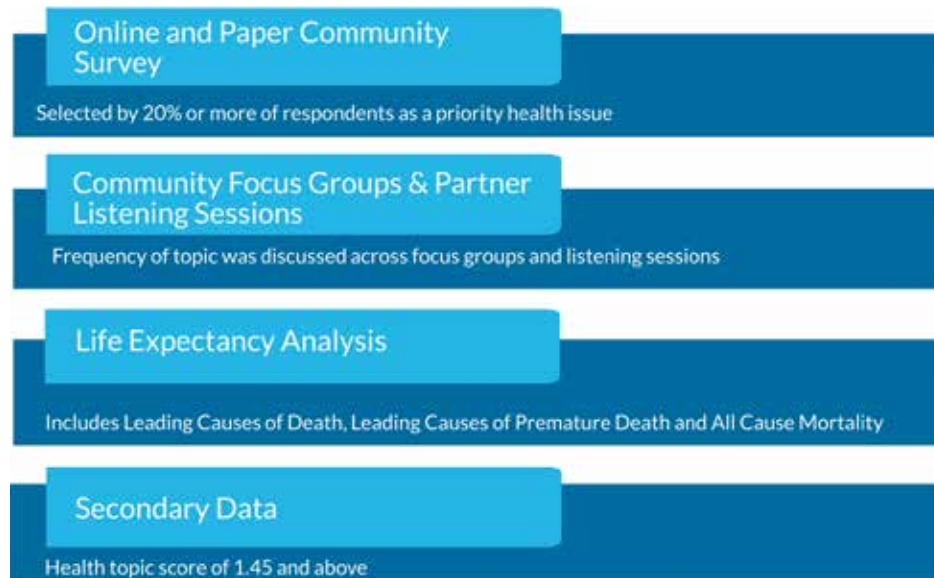 Online and Paper Community
Survey
Selected by 20% or more of respondents as a priority health issue
Community Focus Groups & Partner
Listening Sessions
Frequency of topic was discussed across focus groups and listening sessions
Life Expectancy Analysis
Includes Leading Causes of Death, Leading Causes of Premature Death and All Cause Mortality
Secondary Data
Health topic score of 1.45 and above